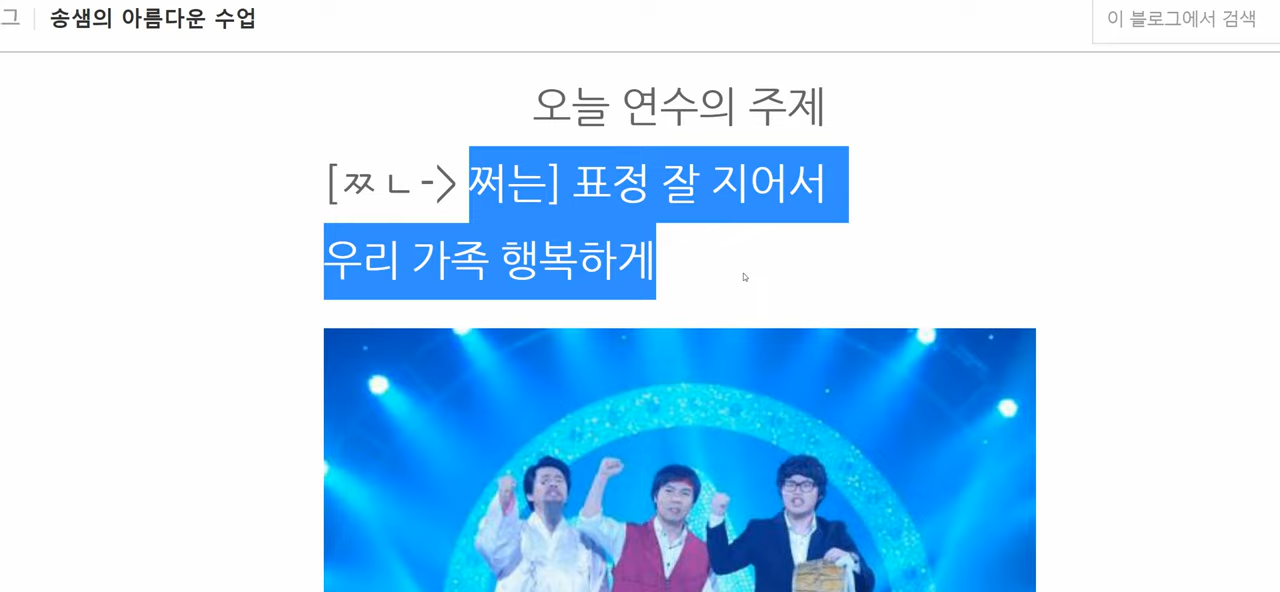 그 | 송샘의 아름다운 수업
이 블로그에서 검색
오늘 연수의 주제
[ㅉ ㄴ-> 쩌는] 표정 잘 지어서
우리 가족 행복하게